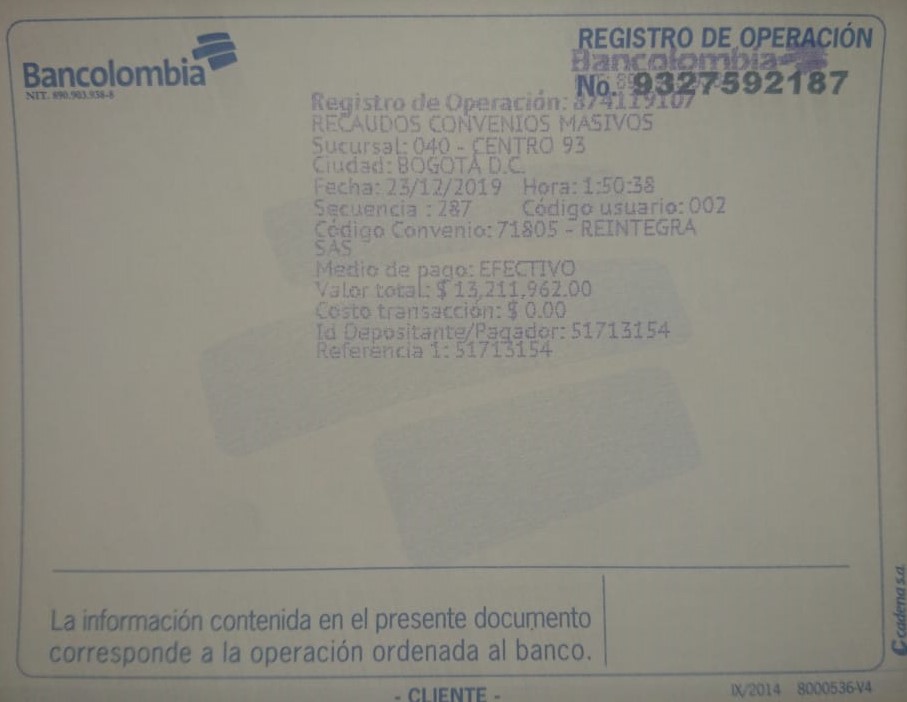 Bancolombia
NIT. 890.903.938-8
REGISTRO DE OPERACIÓN
Bancolombia
No. 9327592187
Registro de Operación: 874119107
RECAUDOS CONVENIOS MASIVOS
Sucursal: 040 - CENTRO 93
Ciudad: BOGOTÁ D.C.
Fecha: 23/12/2019 Hora: 1:50:38
Secuencia : 287 Código usuario: 002
Código Convenio: 71805 - REINTEGRA
SAS
Medio de pago: EFECTIVO
Valor total: $ 13,211,962.00
Costo transacción: $ 0.00
Id Depositante/Pagador: 51713154
Referencia 1: 51713154
La información contenida en el presente documento
corresponde a la operación ordenada al banco.
- CLIENTE -
IX/2014 8000536-V4
Ccadena s.a.